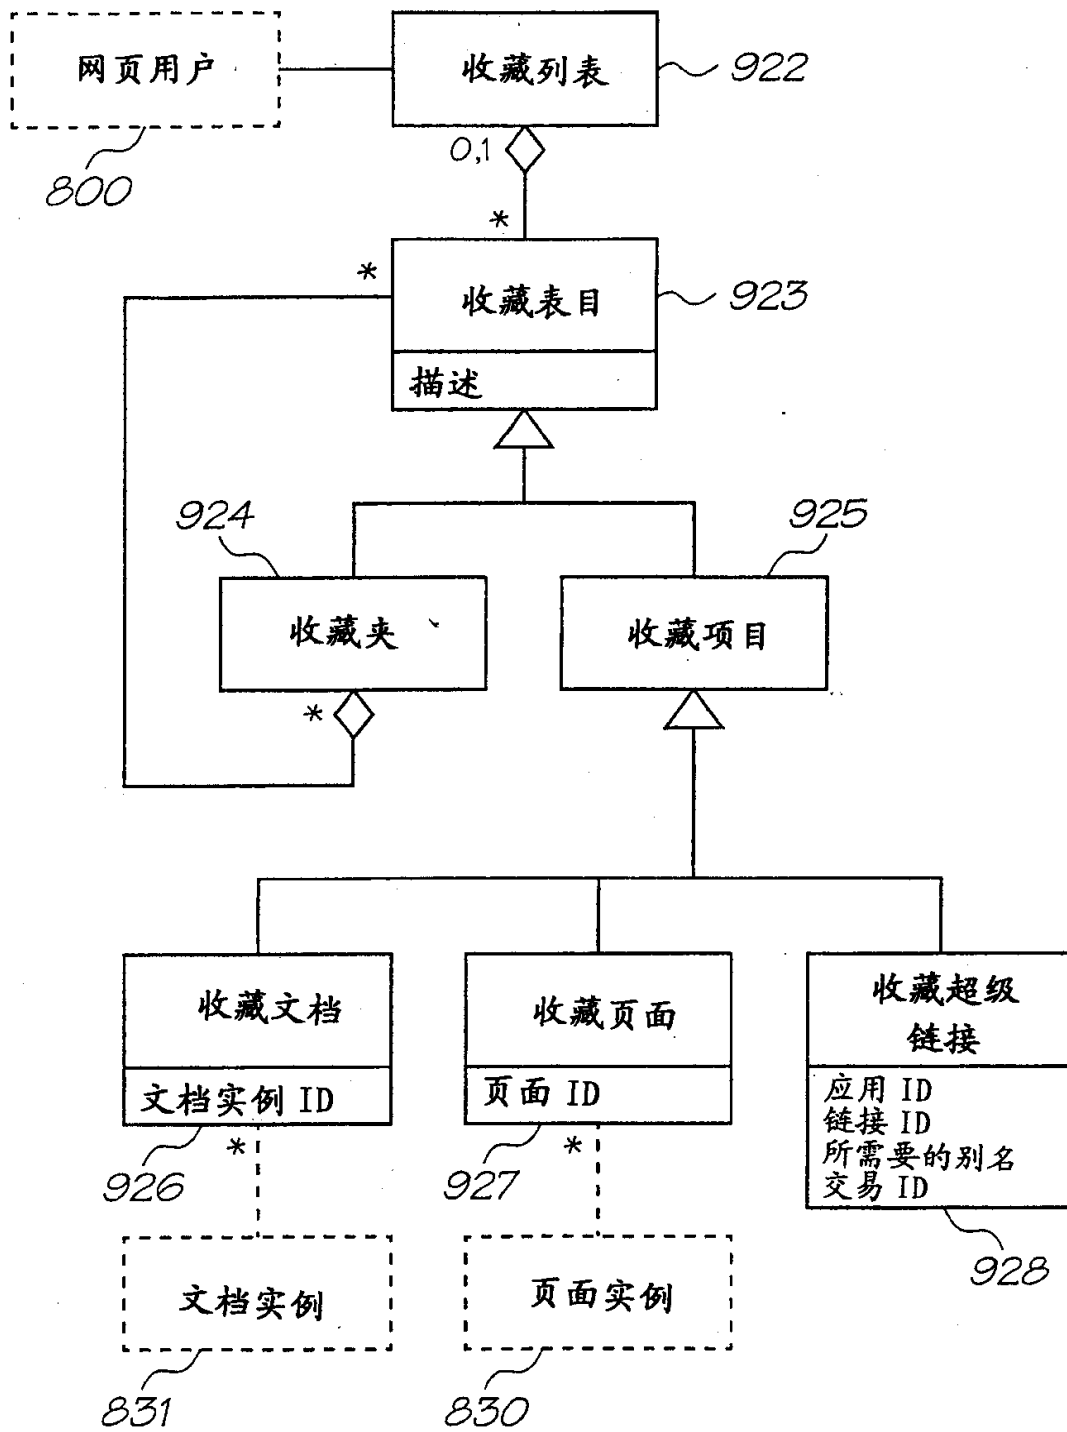 网页用户
收藏列表
922
800
0,1
*
*
收藏表目
923
描述
924
925
收藏夹
收藏项目
*
收藏文档
收藏页面
收藏超级
链接
文档实例 ID
页面 ID
应用 ID
链接 ID
所需要的别名
交易 ID
*
*
926
927
928
文档实例
页面实例
831
830